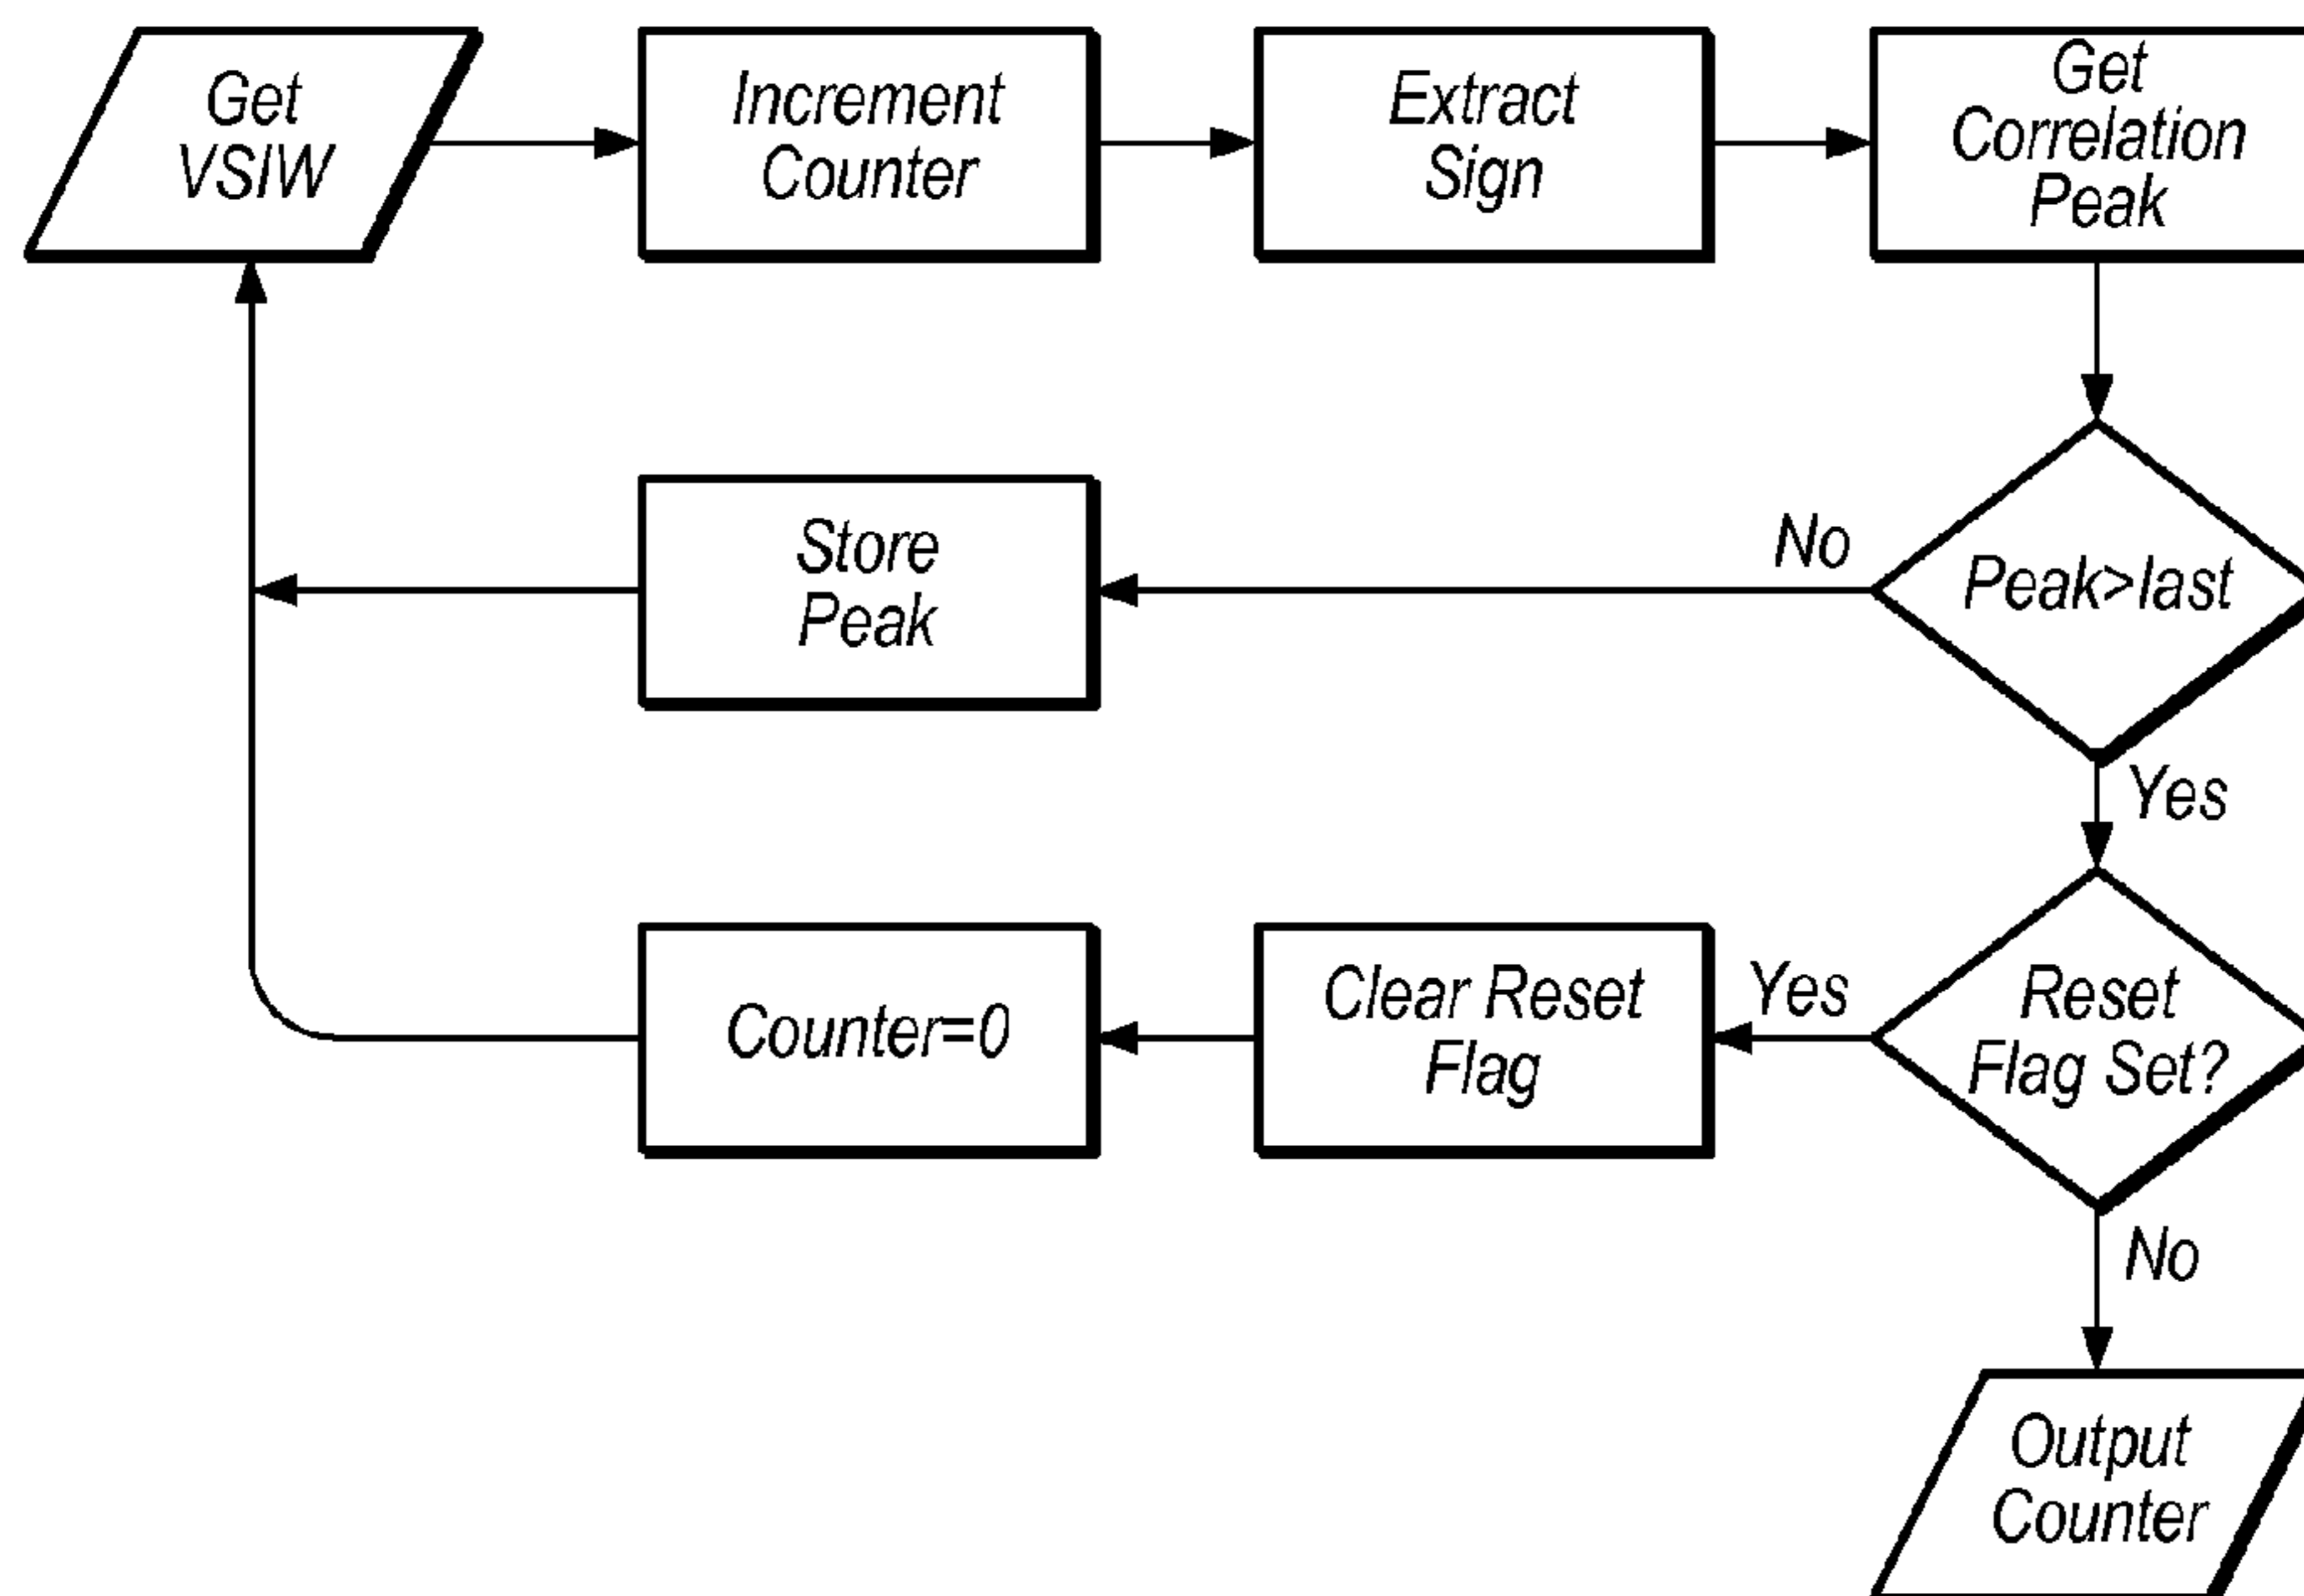 Get
VSIW
Increment
Counter
Extract
Sign
Get
Correlation
Peak
Store
Peak
No
Peak>last
Yes
Counter=0
Clear Reset
Flag
Yes
Reset
Flag Set?
No
Output
Counter